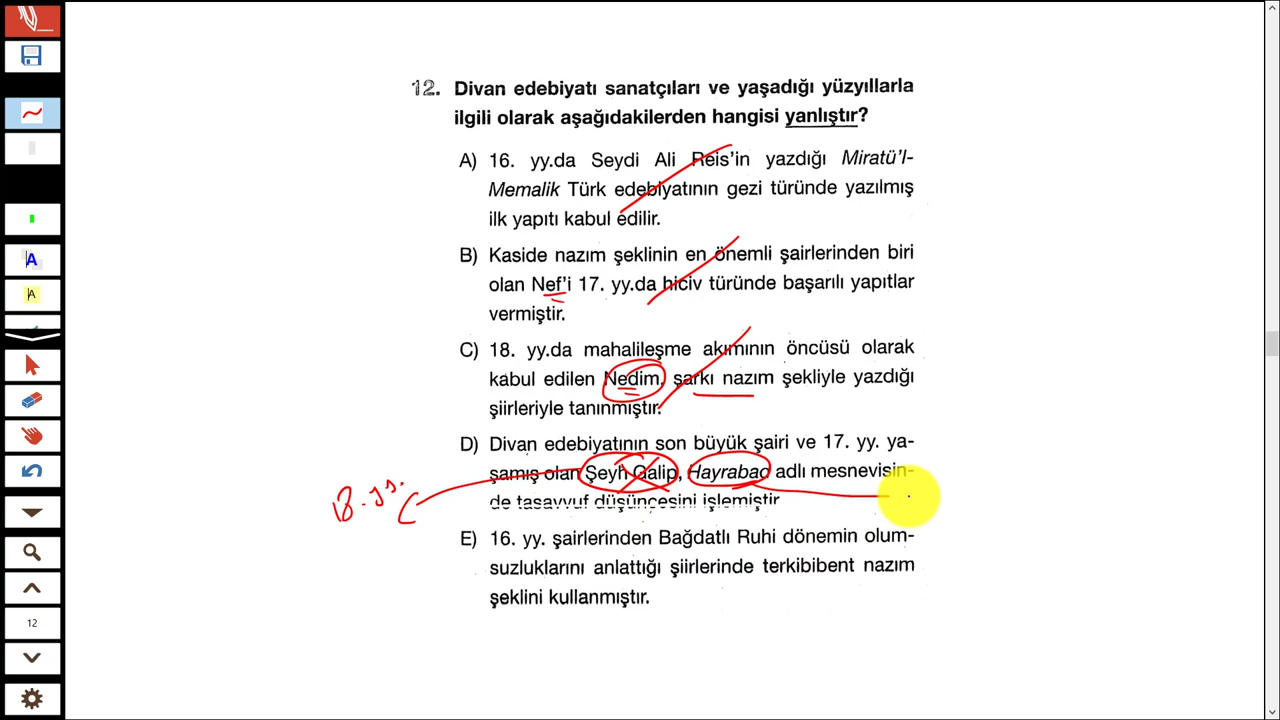 12. Divan edebiyatı sanatçıları ve yaşadığı yüzyıllarla
ilgili olarak aşağıdakilerden hangisi yanlıştır?
A) 16. yy.da Seydi Ali Reis'in yazdığı Miratü'l-
Memalik Türk edebiyatının gezi türünde yazılmış
ilk yapıtı kabul edilir.
B) Kaside nazım şeklinin en önemli şairlerinden biri
olan Nef'i 17. yy.da hiciv türünde başarılı yapıtlar
vermiştir.
C) 18. yy.da mahalileşme akımının öncüsü olarak
kabul edilen Nedim, şarkı nazım şekliyle yazdığı
şiirleriyle tanınmıştır.
D) Divan edebiyatının son büyük şairi ve 17. yy. ya-
şamış olan Şeyh Galip, Hayrabad adlı mesnevisin-
de tasavvuf düşüncesini işlemiştir
18. yy.
E) 16. yy. şairlerinden Bağdatlı Ruhi dönemin olum-
suzluklarını anlattığı şiirlerinde terkibibent nazım
şeklini kullanmıştır.
A
A
12